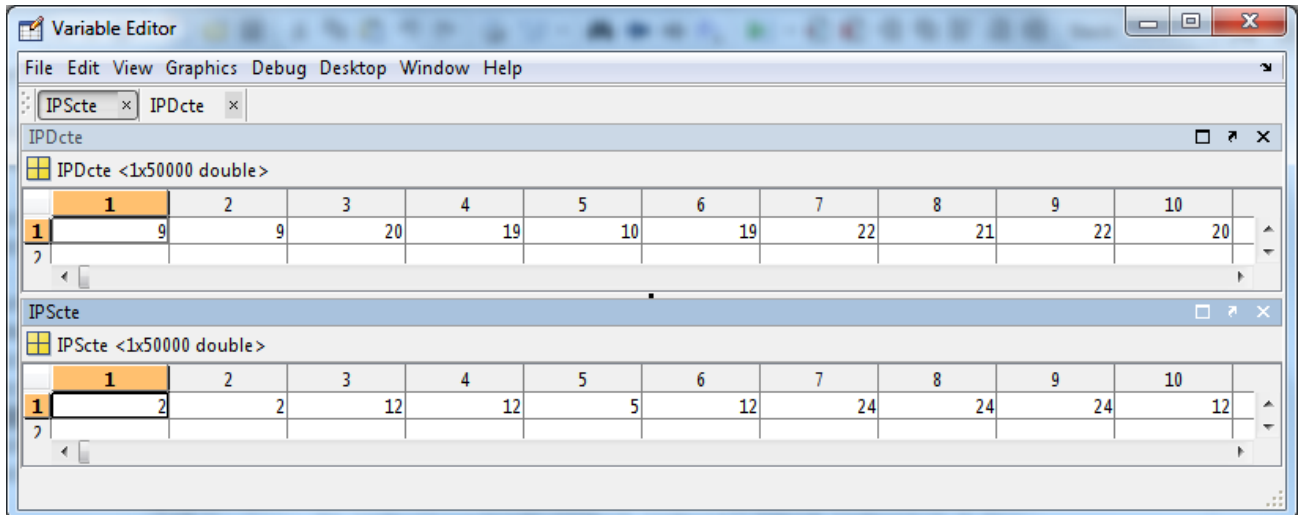 Variable Editor
File Edit View Graphics Debug Desktop Window Help
IPScte IPDcte
IPDcte
IPDcte <1x50000 double>
1 2 3 4 5 6 7 8 9 10
1 9 9 20 19 10 19 22 21 22 20
2
IPScte
IPScte <1x50000 double>
1 2 3 4 5 6 7 8 9 10
1 2 2 12 12 5 12 24 24 24 12
2